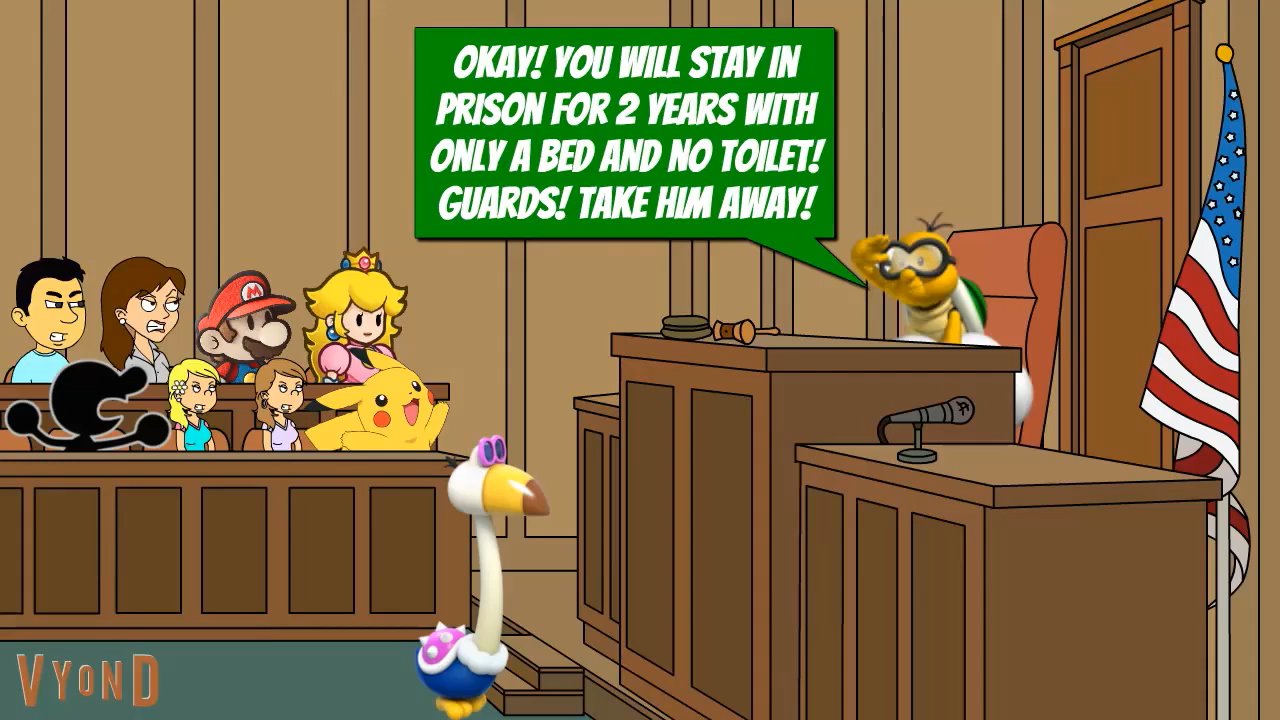 OKAY! YOU WILL STAY IN
PRISON FOR 2 YEARS WITH
ONLY A BED AND NO TOILET!
GUARDS! TAKE HIM AWAY!
M
VYOND